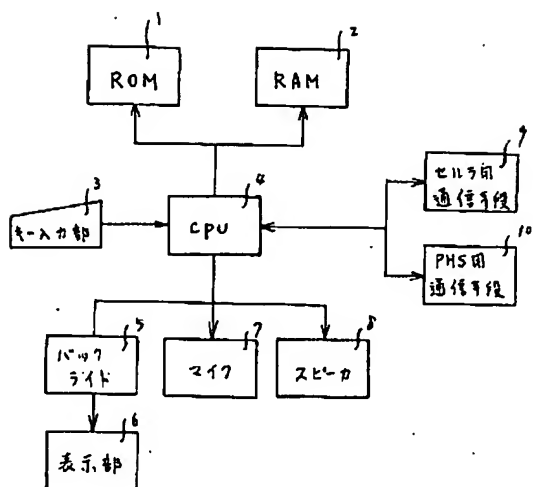 1
2
ROM
RAM
3
4
9
キー入力部
CPU
セルラ用
通信手段
10
PHS用
通信手段
5
7
8
バック
ライド
マイク
スピーカ
6
表示部